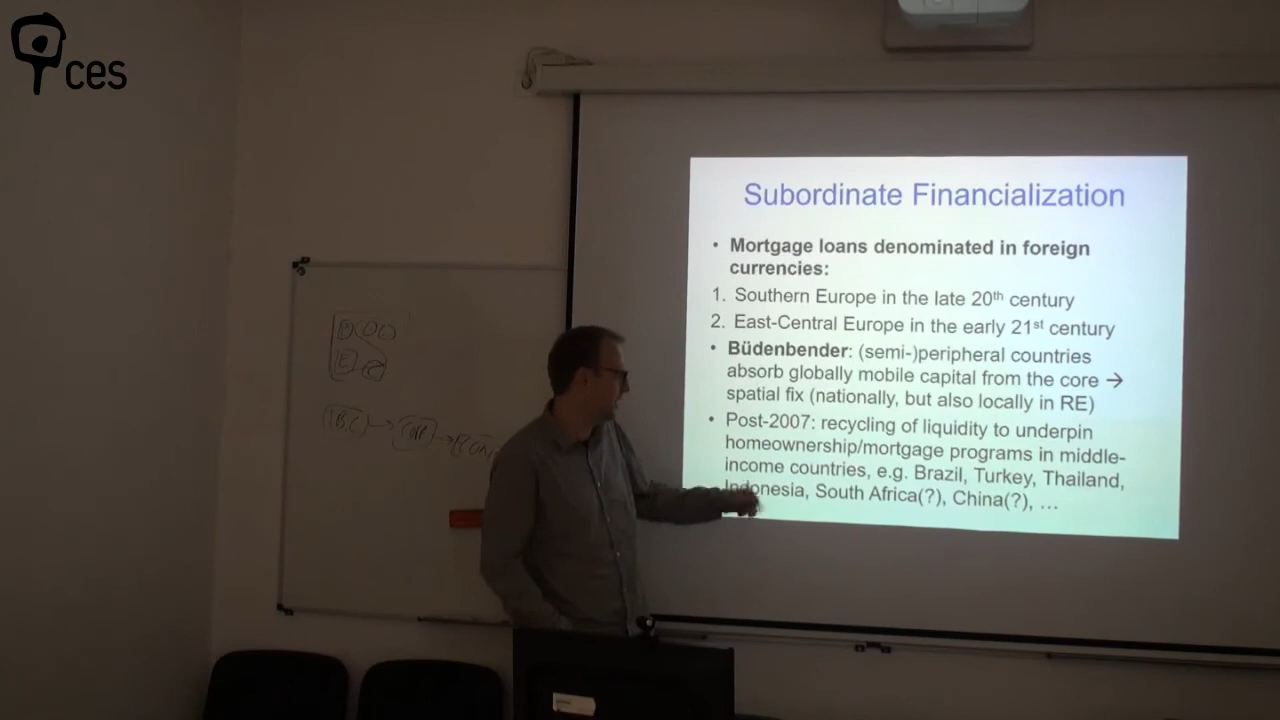 ces
Subordinate Financialization
• Mortgage loans denominated in foreign
currencies:
1. Southern Europe in the late 20th century
2. East-Central Europe in the early 21st century
• Büdenbender: (semi-)peripheral countries
absorb globally mobile capital from the core →
spatial fix (nationally, but also locally in RE)
• Post-2007: recycling of liquidity to underpin
homeownership/mortgage programs in middle-
income countries, e.g. Brazil, Turkey, Thailand,
Indonesia, South Africa(?), China(?), …